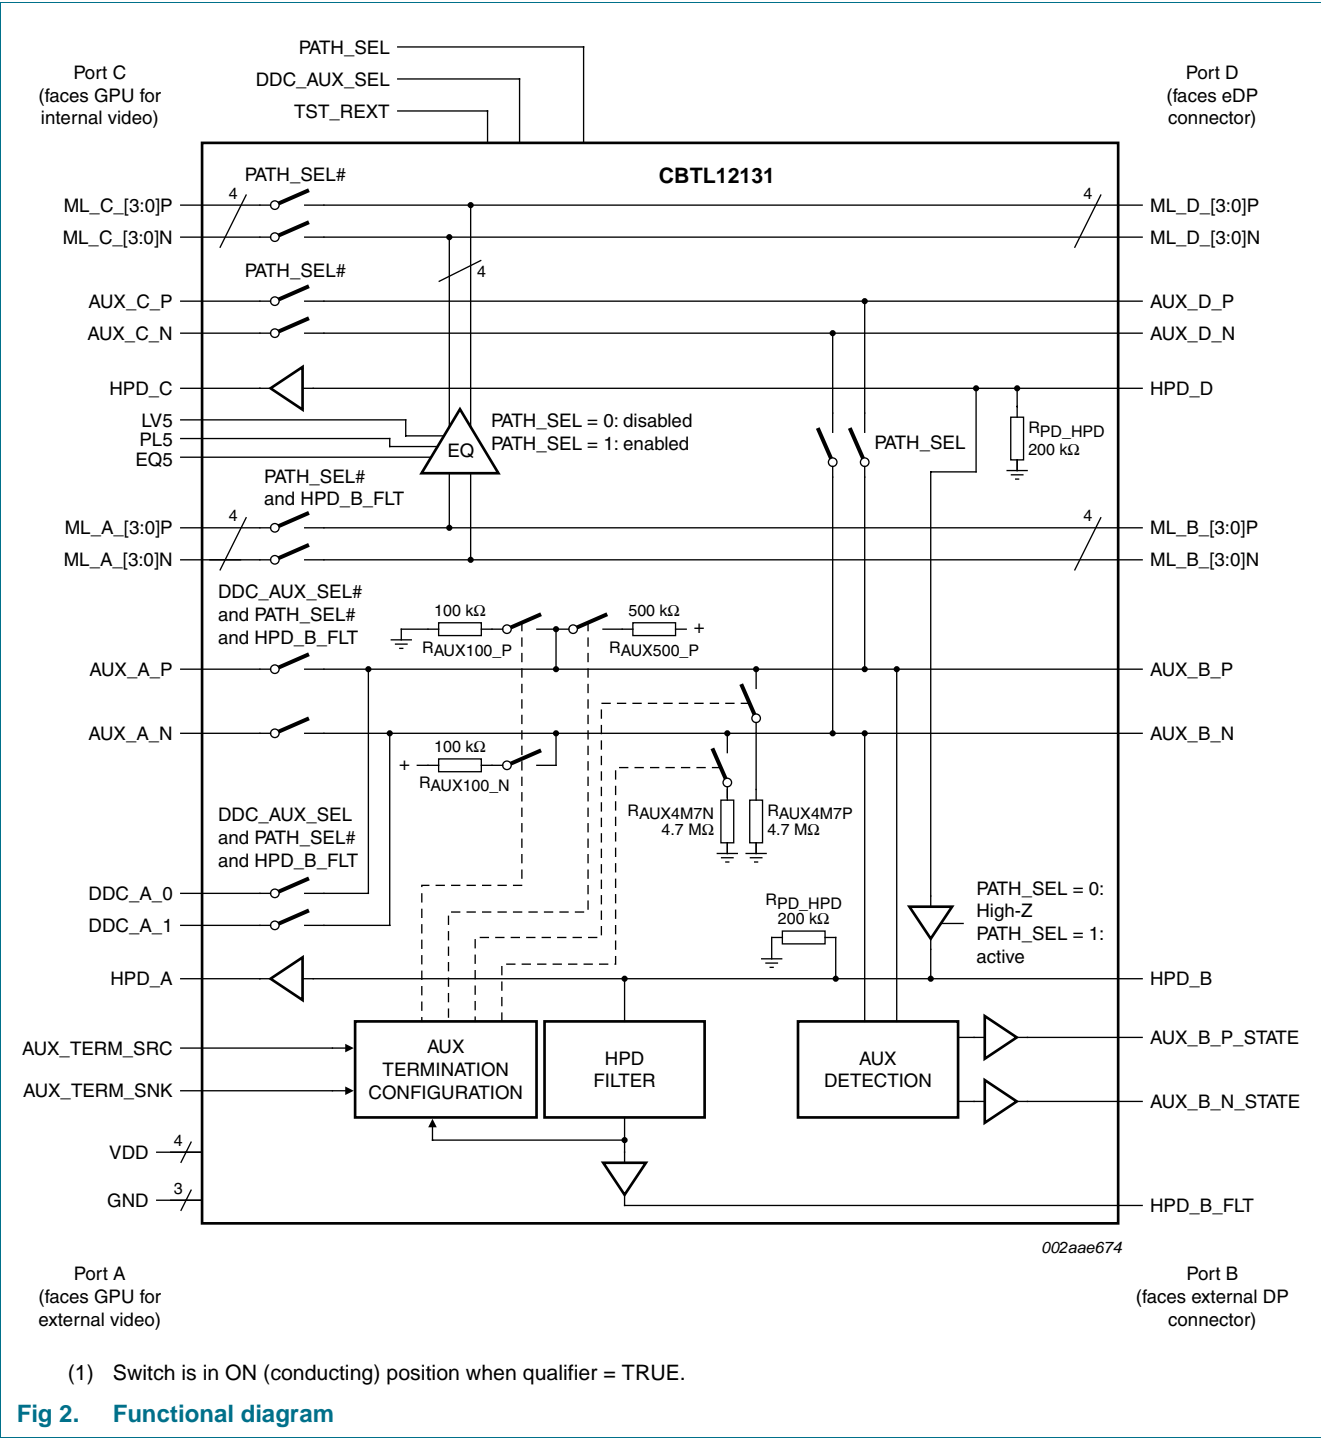 PATH_SEL
DDC_AUX_SEL
TST_REXT
Port C
(faces GPU for
internal video)
Port D
(faces eDP
connector)
CBTL12131
PATH_SEL#
ML_C_[3:0]P
4
4
ML_D_[3:0]P
ML_C_[3:0]N
ML_D_[3:0]N
4
PATH_SEL#
AUX_C_P
AUX_D_P
AUX_C_N
AUX_D_N
HPD_C
HPD_D
LV5
PL5
EQ5
EQ
PATH_SEL = 0: disabled
PATH_SEL = 1: enabled
PATH_SEL
RPD_HPD
200 kΩ
PATH_SEL#
and HPD_B_FLT
ML_A_[3:0]P
4
4
ML_B_[3:0]P
ML_A_[3:0]N
ML_B_[3:0]N
DDC_AUX_SEL#
and PATH_SEL#
and HPD_B_FLT
100 kΩ
RAUX100_P
500 kΩ
+
RAUX500_P
AUX_A_P
AUX_B_P
AUX_A_N
AUX_B_N
100 kΩ
+
RAUX100_N
RAUX4M7N
4.7 MΩ
RAUX4M7P
4.7 MΩ
DDC_AUX_SEL
and PATH_SEL#
and HPD_B_FLT
DDC_A_0
DDC_A_1
RPD_HPD
200 kΩ
PATH_SEL = 0:
High-Z
PATH_SEL = 1:
active
HPD_A
HPD_B
AUX_TERM_SRC
AUX_TERM_SNK
AUX
TERMINATION
CONFIGURATION
HPD
FILTER
AUX
DETECTION
AUX_B_P_STATE
AUX_B_N_STATE
VDD
4
GND
3
HPD_B_FLT
002aae674
Port A
(faces GPU for
external video)
Port B
(faces external DP
connector)
(1) Switch is in ON (conducting) position when qualifier = TRUE.
Fig 2. Functional diagram